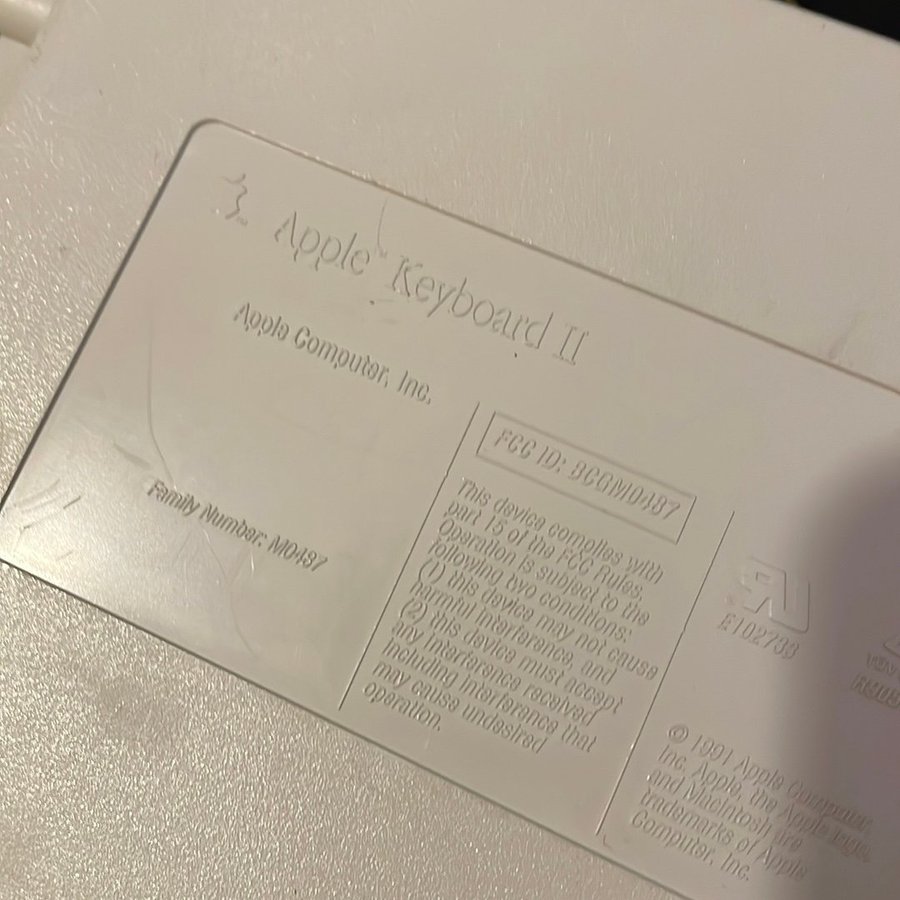 Apple™ Keyboard II
Apple Computer, Inc.
Family Number: M0487
FCC ID: BCGM0487
This device complies with
part 15 of the FCC Rules.
Operation is subject to the
following two conditions:
(1) this device may not cause
harmful interference, and
(2) this device must accept
any interference received
including interference that
may cause undesired
operation.
E102733
© 1991 Apple Computer,
Inc. Apple, the Apple logo,
and Macintosh are
trademarks of Apple
Computer, Inc.